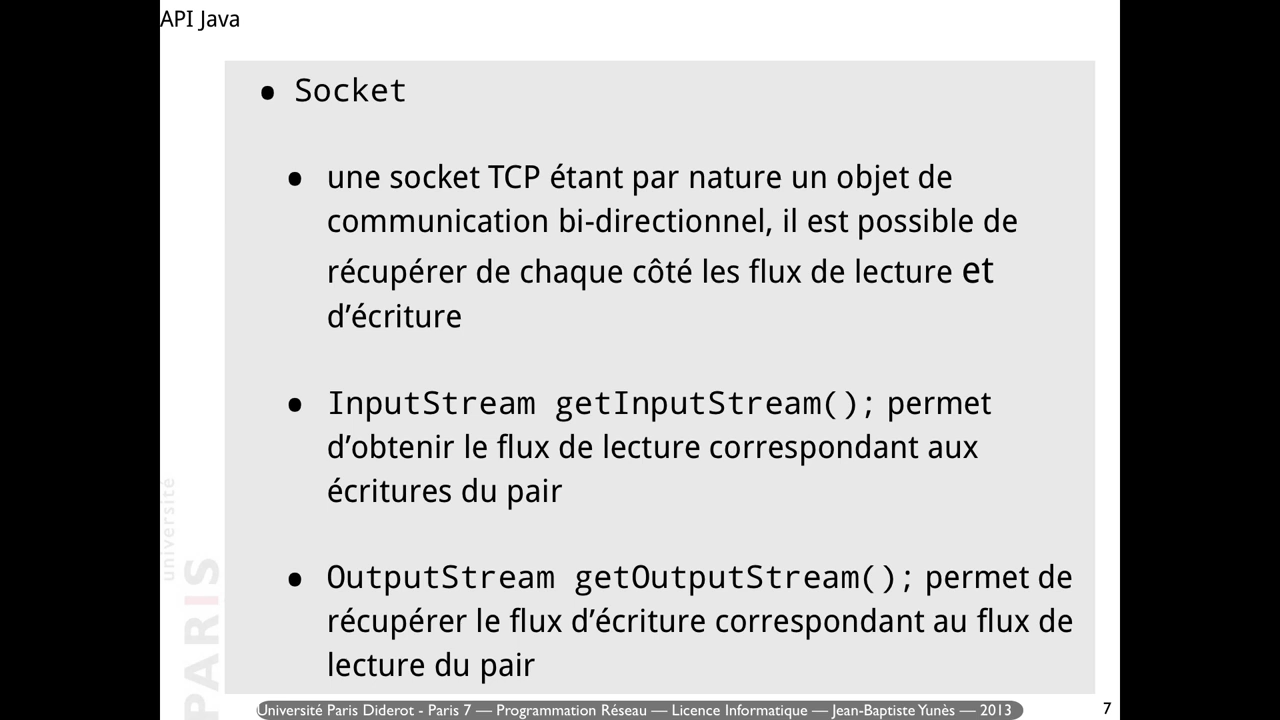 API Java
• Socket
• une socket TCP étant par nature un objet de
communication bi-directionnel, il est possible de
récupérer de chaque côté les flux de lecture et
d’écriture
• InputStream getInputStream(); permet
d’obtenir le flux de lecture correspondant aux
écritures du pair
• OutputStream getOutputStream(); permet de
récupérer le flux d’écriture correspondant au flux de
lecture du pair
université
PARIS
Université Paris Diderot - Paris 7 — Programmation Réseau — Licence Informatique — Jean-Baptiste Yunès — 2013
7